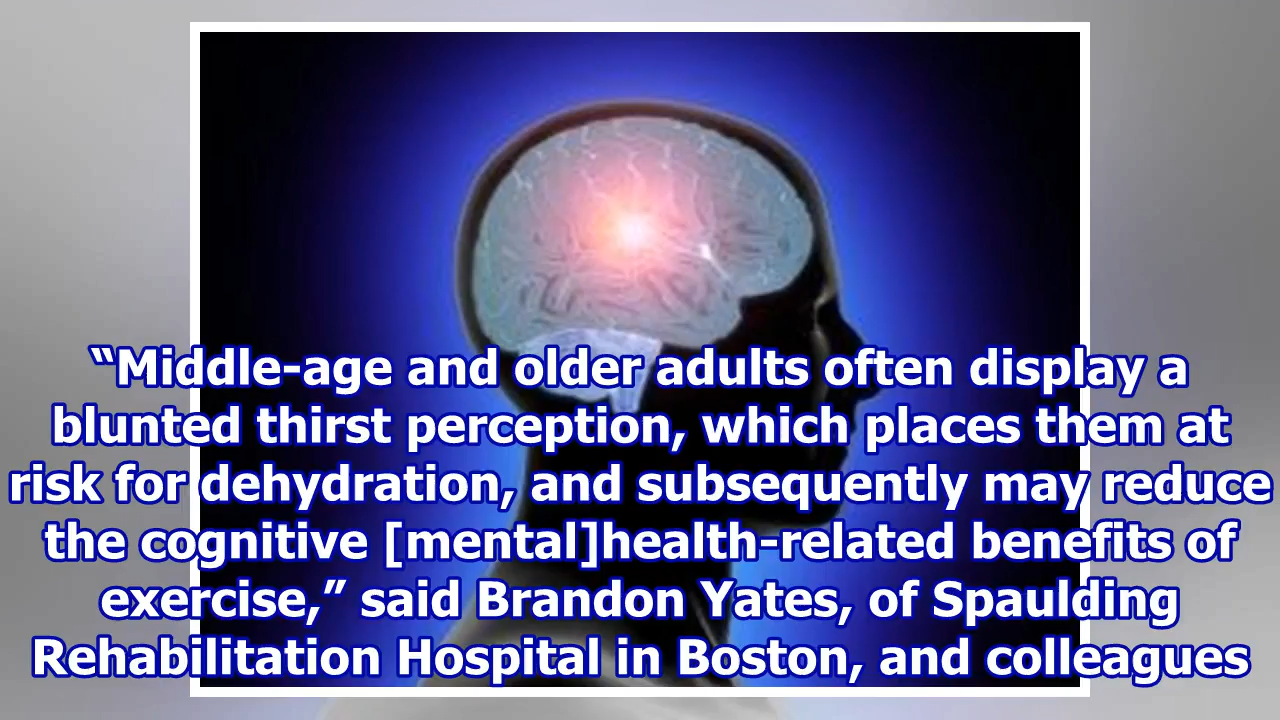 “Middle-age and older adults often display a
blunted thirst perception, which places them at
risk for dehydration, and subsequently may reduce
the cognitive [mental]health-related benefits of
exercise,” said Brandon Yates, of Spaulding
Rehabilitation Hospital in Boston, and colleagues